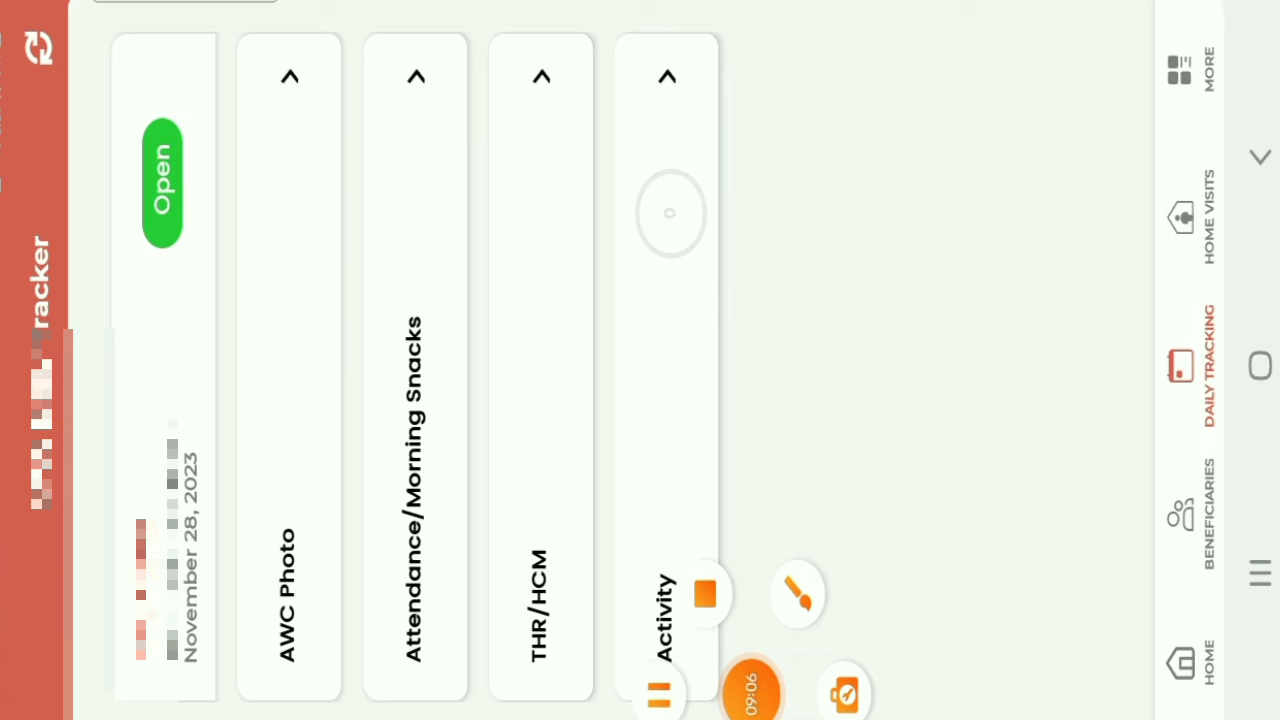 racker
Open
November 28, 2023
AWC Photo
Attendance/Morning Snacks
THR/HCM
Activity
09:06
HOME
BENEFICIARIES
DAILY TRACKING
HOME VISITS
MORE